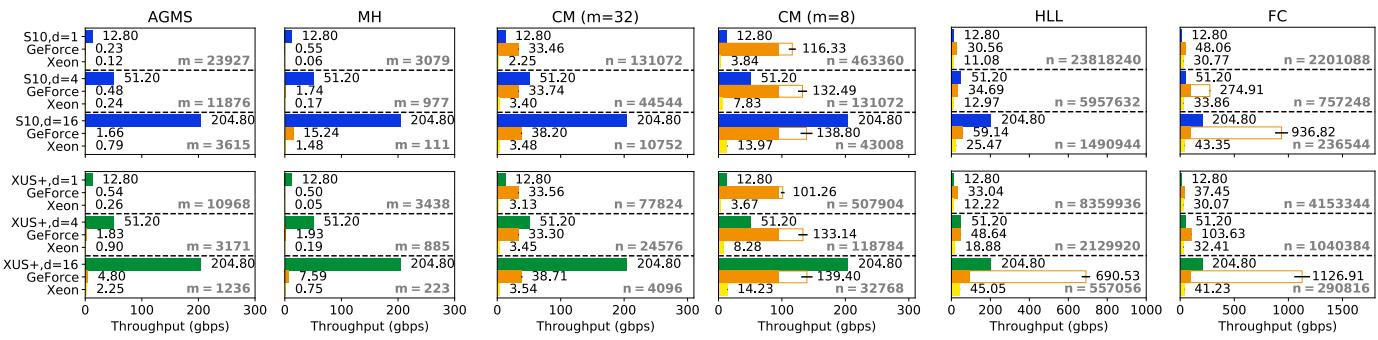 AGMS
MH
CM (m=32)
CM (m=8)
HLL
FC
S10,d=1 12.80 12.80 12.80 12.80 12.80 12.80
GeForce 0.23 0.55 33.46 116.33 30.56 48.06
Xeon 0.12 m = 23927 0.06 m = 3079 2.25 n = 131072 3.84 n = 463360 11.08 n = 23818240 30.77 n = 2201088
S10,d=4 51.20 51.20 51.20 51.20 51.20 51.20
GeForce 0.48 1.74 33.74 132.49 34.69 274.91
Xeon 0.24 m = 11876 0.17 m = 977 3.40 n = 44544 7.83 n = 131072 12.97 n = 5957632 33.86 n = 757248
S10,d=16 204.80 204.80 204.80 204.80 204.80 204.80
GeForce 1.66 15.24 38.20 138.80 59.14 936.82
Xeon 0.79 m = 3615 1.48 m = 111 3.48 n = 10752 13.97 n = 43008 25.47 n = 1490944 43.35 n = 236544
XUS+,d=1 12.80 12.80 12.80 12.80 12.80 12.80
GeForce 0.54 0.50 33.56 101.26 33.04 37.45
Xeon 0.26 m = 10968 0.05 m = 3438 3.13 n = 77824 3.67 n = 507904 12.22 n = 8359936 30.07 n = 4153344
XUS+,d=4 51.20 51.20 51.20 51.20 51.20 51.20
GeForce 1.83 1.93 33.30 133.14 48.64 103.63
Xeon 0.90 m = 3171 0.19 m = 885 3.45 n = 24576 8.28 n = 118784 18.88 n = 2129920 32.41 n = 1040384
XUS+,d=16 204.80 204.80 204.80 204.80 204.80 204.80
GeForce 4.80 7.59 38.71 139.40 690.53 1126.91
Xeon 2.25 m = 1236 0.75 m = 223 3.54 n = 4096 14.23 n = 32768 45.05 n = 557056 41.23 n = 290816
0 100 200 300 0 100 200 300 0 100 200 300 0 100 200 300 0 200 400 600 800 1000 0 500 1000 1500
Throughput (gbps) Throughput (gbps) Throughput (gbps) Throughput (gbps) Throughput (gbps) Throughput (gbps)